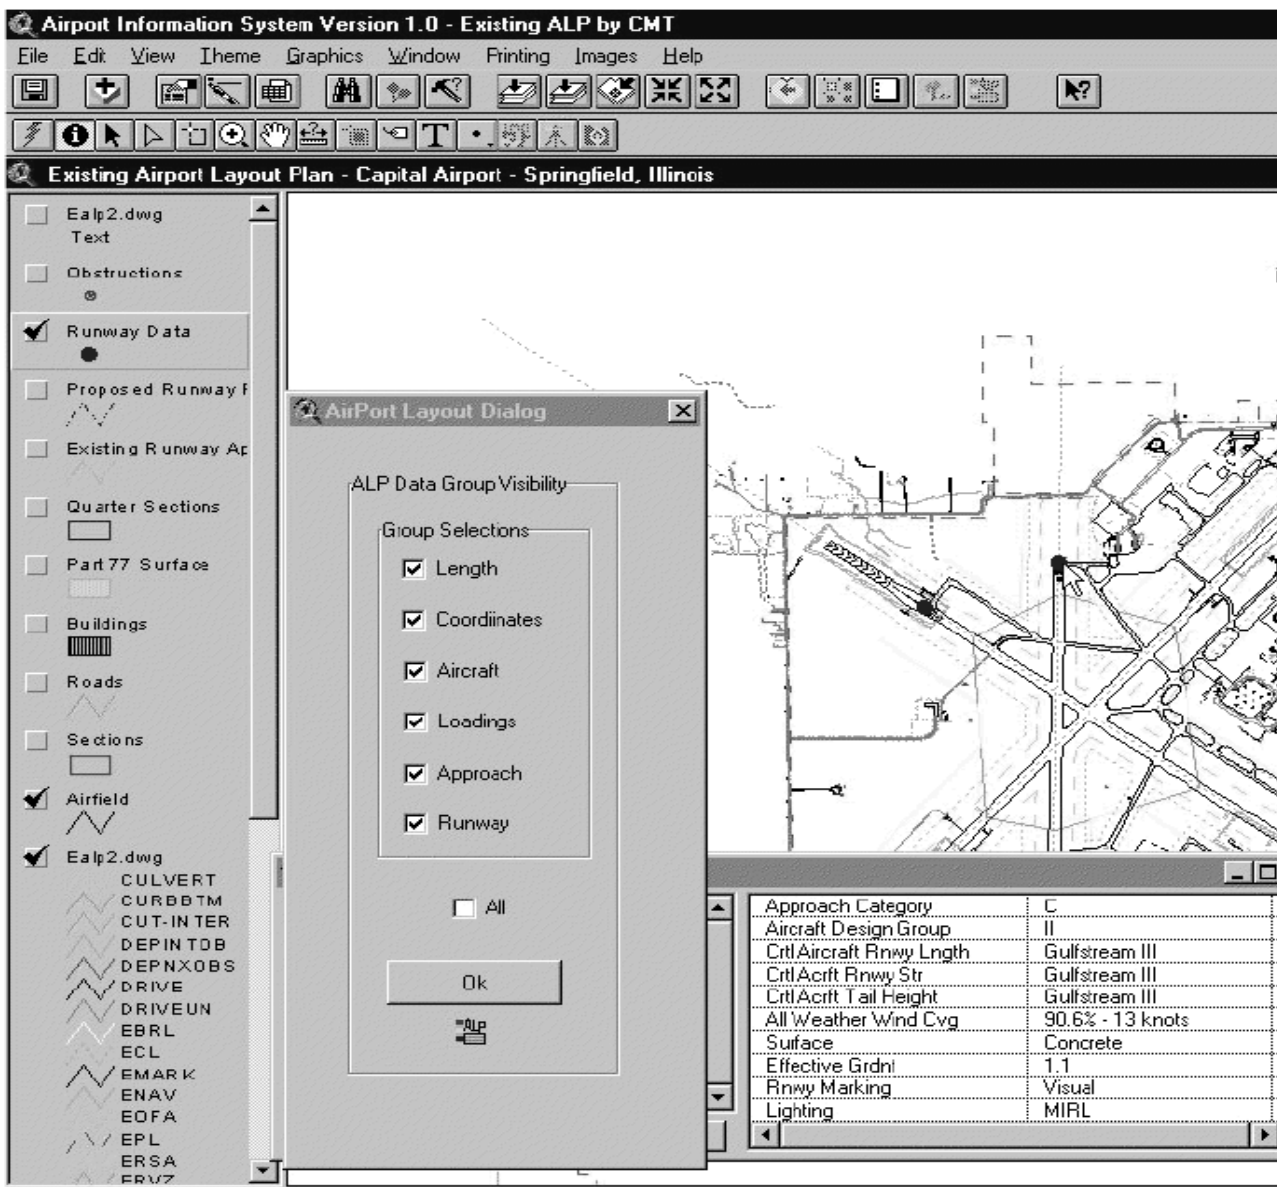 Airport Information System Version 1.0 - Existing ALP by CMT
File Edit View Theme Graphics Window Printing Images Help
Existing Airport Layout Plan - Capital Airport - Springfield, Illinois
Ealp2.dwg
Text
Obstructions
Runway Data
Proposed Runway
Existing Runway Ap
Quarter Sections
Part 77 Surface
Buildings
Roads
Sections
Airfield
Ealp2.dwg
CULVERT
CURBBTM
CUT-INTER
DEPINTOB
DEPNXOBS
DRIVE
DRIVEUN
EBRL
ECL
EMARK
ENAV
EOFA
EPL
ERSA
ERVZ
AirPort Layout Dialog
ALP Data Group Visibility
Group Selections
Length
Coordiinates
Aircraft
Loadings
Approach
Runway
All
Ok
ALP
Approach Category C
Aircraft Design Group II
CrtlAircraft Rnwy Lngth Gulfstream III
CrtlAcrft Rnwy Str Gulfstream III
CrtlAcrft Tail Height Gulfstream III
All Weather Wind Cvg 90.6% - 13 knots
Surface Concrete
Effective Grdnt 1.1
Rnwy Marking Visual
Lighting MIRL